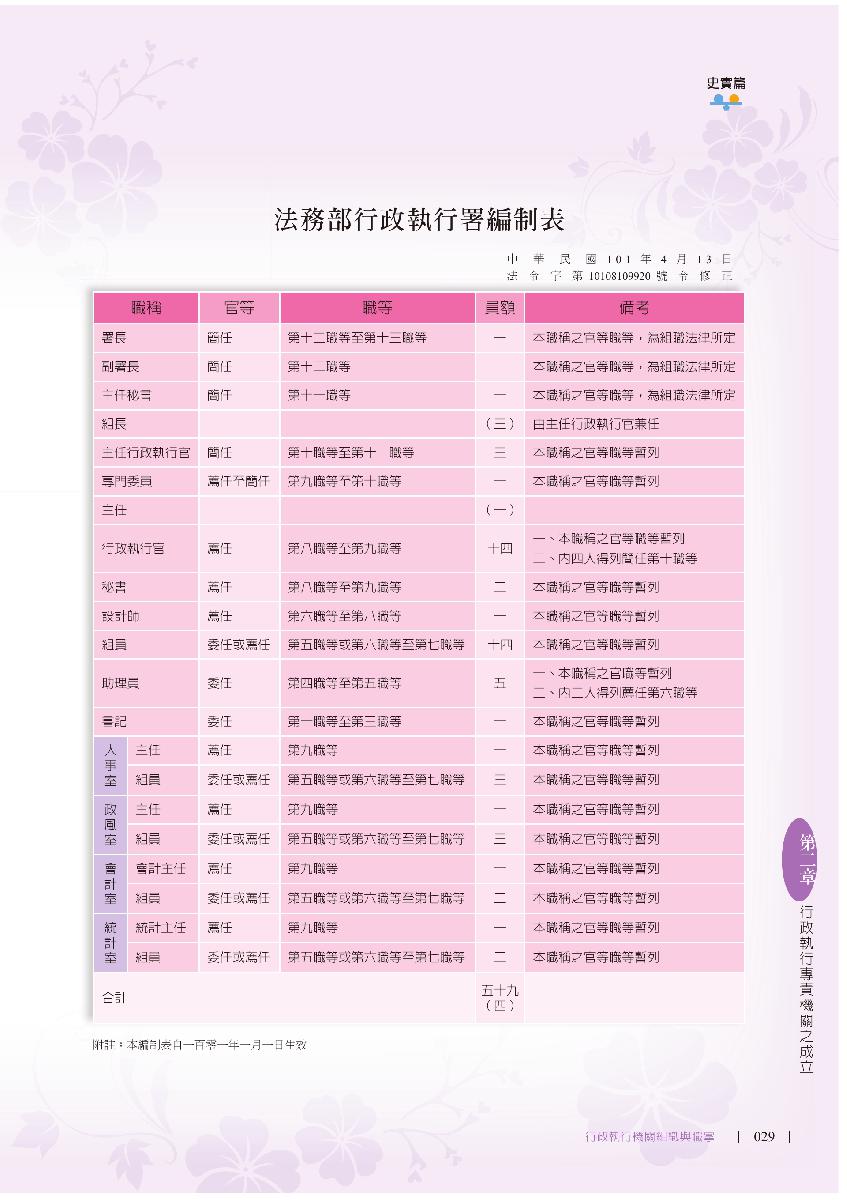 史實篇
法務部行政執行署編制表
中華民國101年4月13日
法令字第10108109920號令修正
職稱 官等 職等 員額 備考
署長 簡任 第十二職等至第十三職等 一 本職稱之官等職等，為組織法律所定
副署長 簡任 第十二職等 本職稱之官等職等，為組織法律所定
主任秘書 簡任 第十一職等 一 本職稱之官等職等，為組織法律所定
組長 （三） 由主任行政執行官兼任
主任行政執行官 簡任 第十職等至第十 職等 三 本職稱之官等職等暫列
專門委員 薦任至簡任 第九職等至第十職等 一 本職稱之官等職等暫列
主任 （一）
行政執行官 薦任 第八職等至第九職等 十四 一、本職稱之官等職等暫列
二、內四人得列簡任第十職等
秘書 薦任 第八職等至第九職等 二 本職稱之官等職等暫列
設計師 薦任 第六職等至第八職等 一 本職稱之官等職等暫列
組員 委任或薦任 第五職等或第六職等至第七職等 十四 本職稱之官等職等暫列
助理員 委任 第四職等至第五職等 五 一、本職稱之官職等暫列
二、內二人得列薦任第六職等
書記 委任 第一職等至第三職等 一 本職稱之官等職等暫列
人事室 主任 薦任 第九職等 一 本職稱之官等職等暫列
組員 委任或薦任 第五職等或第六職等至第七職等 三 本職稱之官等職等暫列
政風室 主任 薦任 第九職等 一 本職稱之官等職等暫列
組員 委任或薦任 第五職等或第六職等至第七職等 三 本職稱之官等職等暫列
會計室 會計主任 薦任 第九職等 一 本職稱之官等職等暫列
組員 委任或薦任 第五職等或第六職等至第七職等 二 本職稱之官等職等暫列
統計室 統計主任 薦任 第九職等 一 本職稱之官等職等暫列
組員 委任或薦任 第五職等或第六職等至第七職等 二 本職稱之官等職等暫列
合計 五十九
（四）
附註：本編制表自一百零一年一月一日生效
第二章
行政執行專責機關之成立
行政執行機關組織與職掌 | 029 |